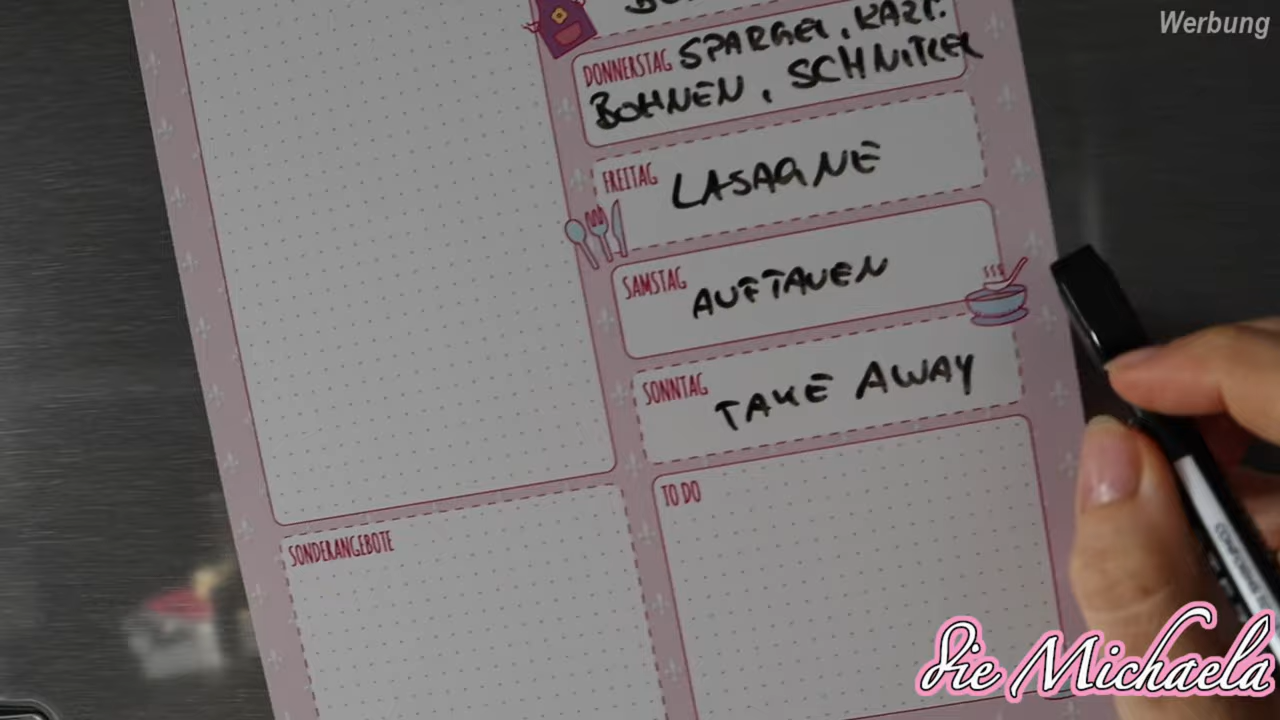 Werbung
DONNERSTAG SPARGEL, KART.
BOHNEN, SCHNITZEL
FREITAG LASAGNE
SAMSTAG AUFTAUEN
SONNTAG TAKE AWAY
TO DO
SONDERANGEBOTE
Die Michaela